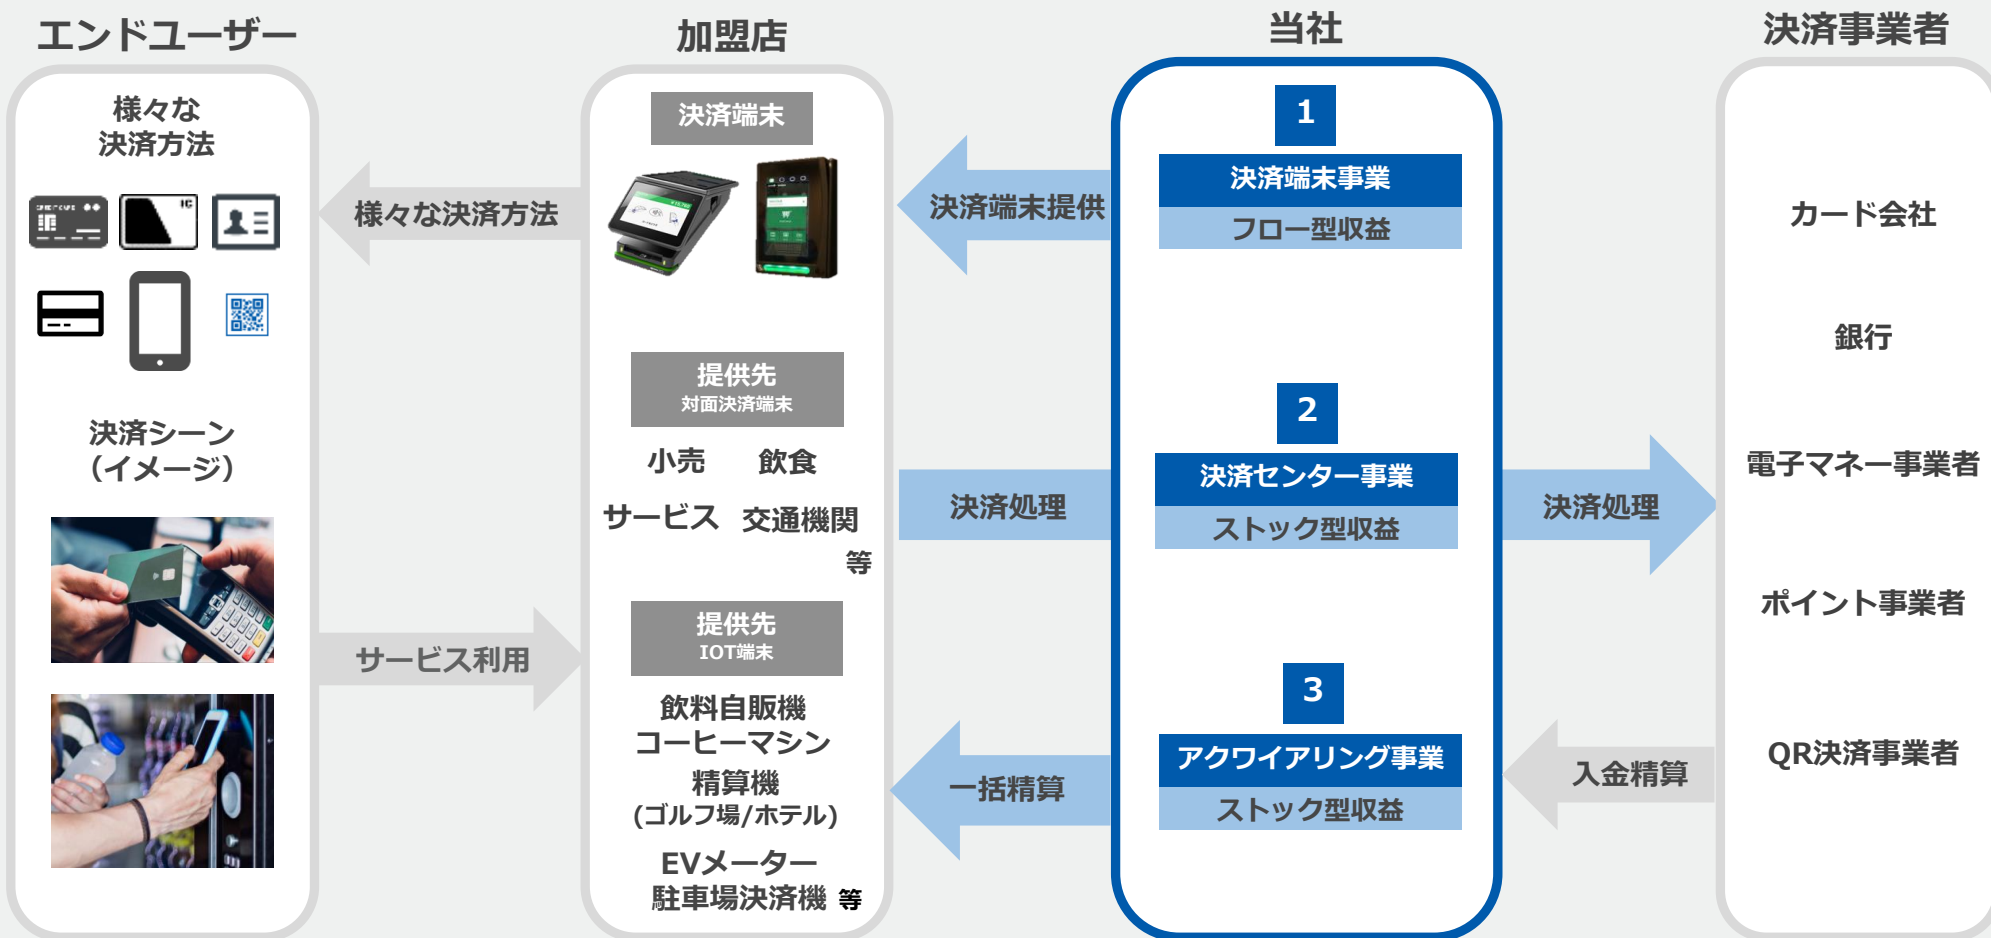 エンドユーザー
様々な
決済方法
CREDIT CARD
IC
決済シーン
（イメージ）
様々な決済方法
サービス利用
加盟店
決済端末
提供先
対面決済端末
小売 飲食
サービス 交通機関
等
提供先
IOT端末
飲料自販機
コーヒーマシン
精算機
(ゴルフ場/ホテル)
EVメーター
駐車場決済機 等
決済端末提供
決済処理
一括精算
当社
1
決済端末事業
フロー型収益
2
決済センター事業
ストック型収益
3
アクワイアリング事業
ストック型収益
決済処理
入金精算
決済事業者
カード会社
銀行
電子マネー事業者
ポイント事業者
QR決済事業者